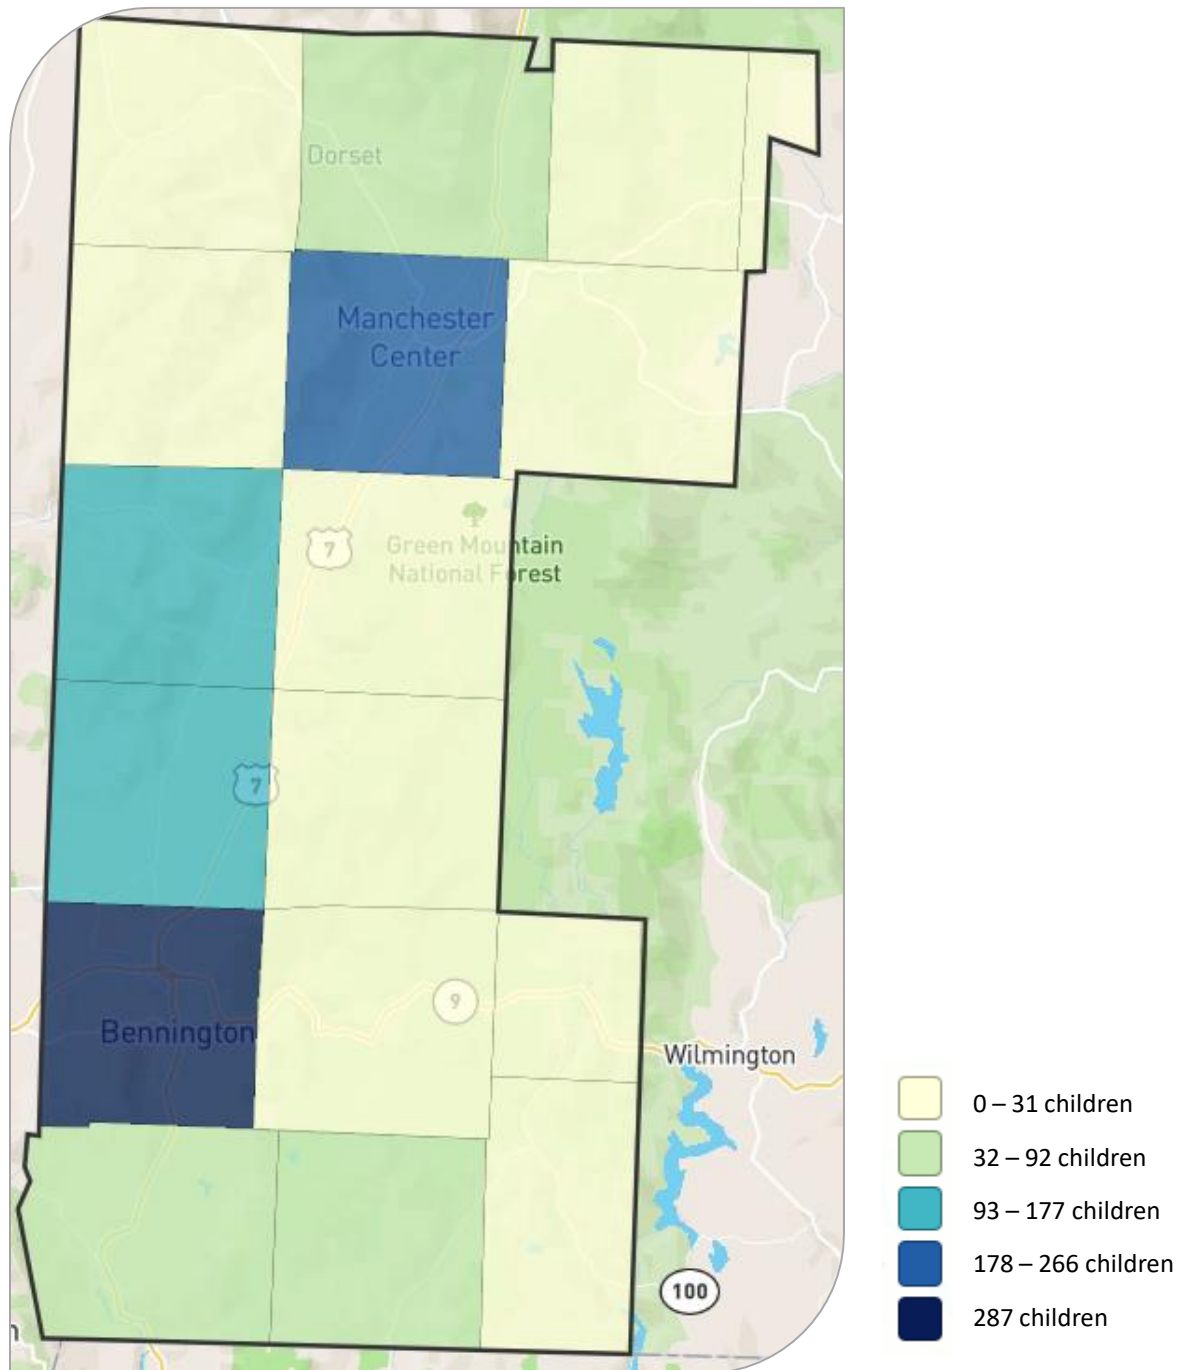 Dorset
Manchester
Center
7
Green Mountain
National Forest
7
9
Bennington
Wilmington
100
0 – 31 children
32 – 92 children
93 – 177 children
178 – 266 children
287 children